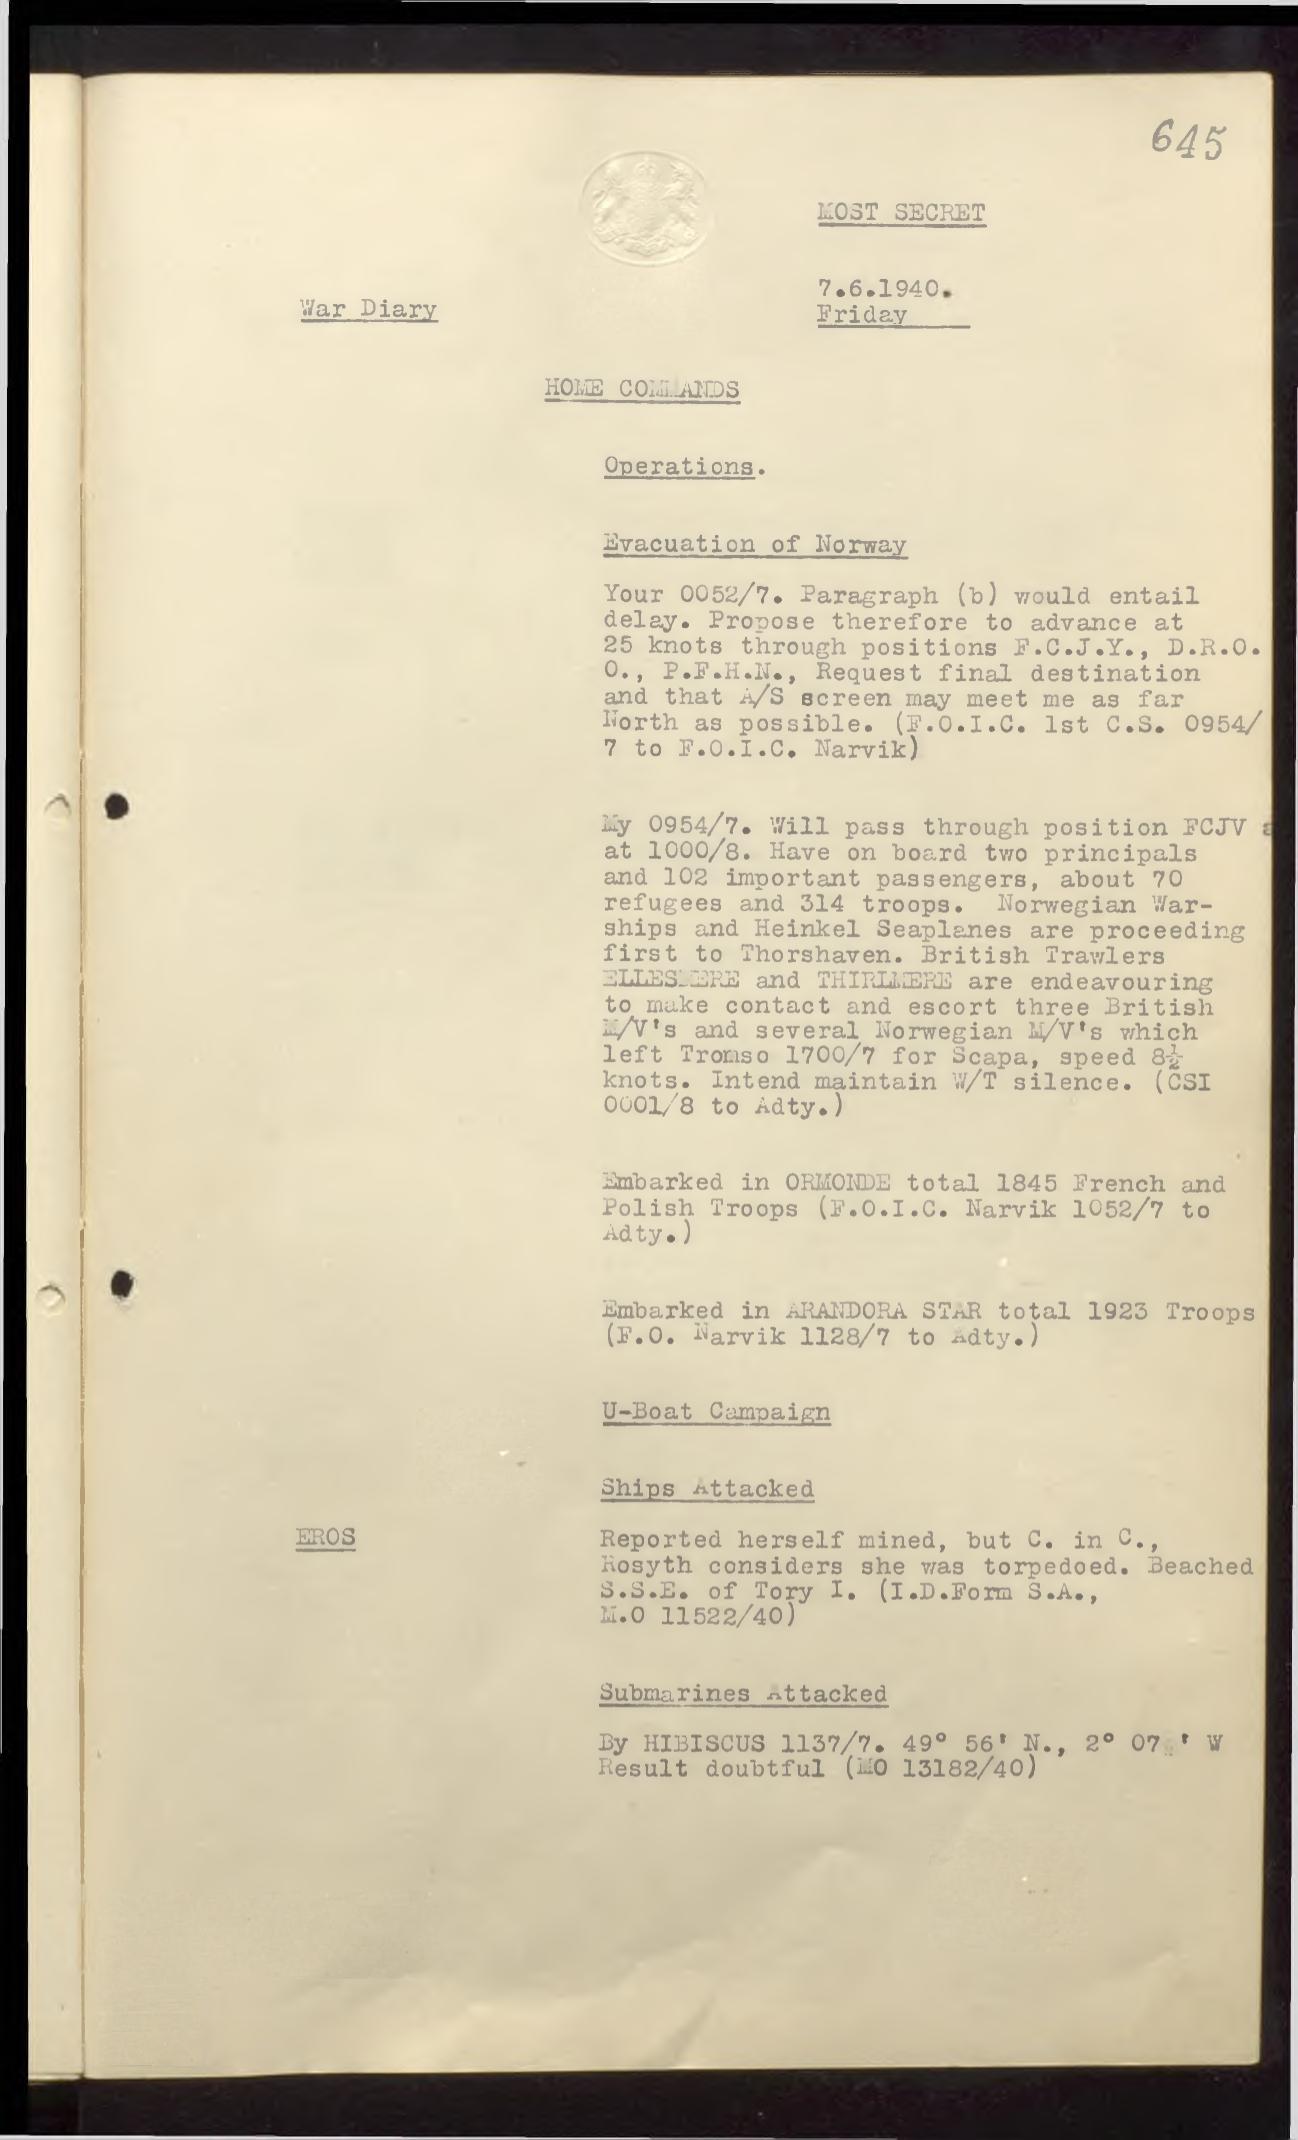 645
MOST SECRET
7.6.1940.
War Diary
Friday
HOME COMMANDS
Operations.
Evacuation of Norway
Your 0052/7. Paragraph (b) would entail
delay. Propose therefore to advance at
25 knots through positions F.C.J.Y., D.R.O.
O., P.F.H.N., Request final destination
and that A/S screen may meet me as far
North as possible. (F.O.I.C. 1st C.S. 0954/
7 to F.O.I.C. Narvik)
My 0954/7. Will pass through position FCJV a
at 1000/8. Have on board two principals
and 102 important passengers, about 70
refugees and 314 troops. Norwegian War-
ships and Heinkel Seaplanes are proceeding
first to Thorshaven. British Trawlers
ELLESMERE and THIRLMERE are endeavouring
to make contact and escort three British
M/V's and several Norwegian M/V's which
left Tromso 1700/7 for Scapa, speed 8½
knots. Intend maintain W/T silence. (CSI
0001/8 to Adty.)
Embarked in ORMONDE total 1845 French and
Polish Troops (F.O.I.C. Narvik 1052/7 to
Adty.)
Embarked in ARANDORA STAR total 1923 Troops
(F.O. Narvik 1128/7 to Adty.)
U-Boat Campaign
Ships Attacked
EROS
Reported herself mined, but C. in C.,
Rosyth considers she was torpedoed. Beached
S.S.E. of Tory I. (I.D.Form S.A.,
M.O 11522/40)
Submarines Attacked
By HIBISCUS 1137/7. 49° 56' N., 2° 07 ' W
Result doubtful (MO 13182/40)